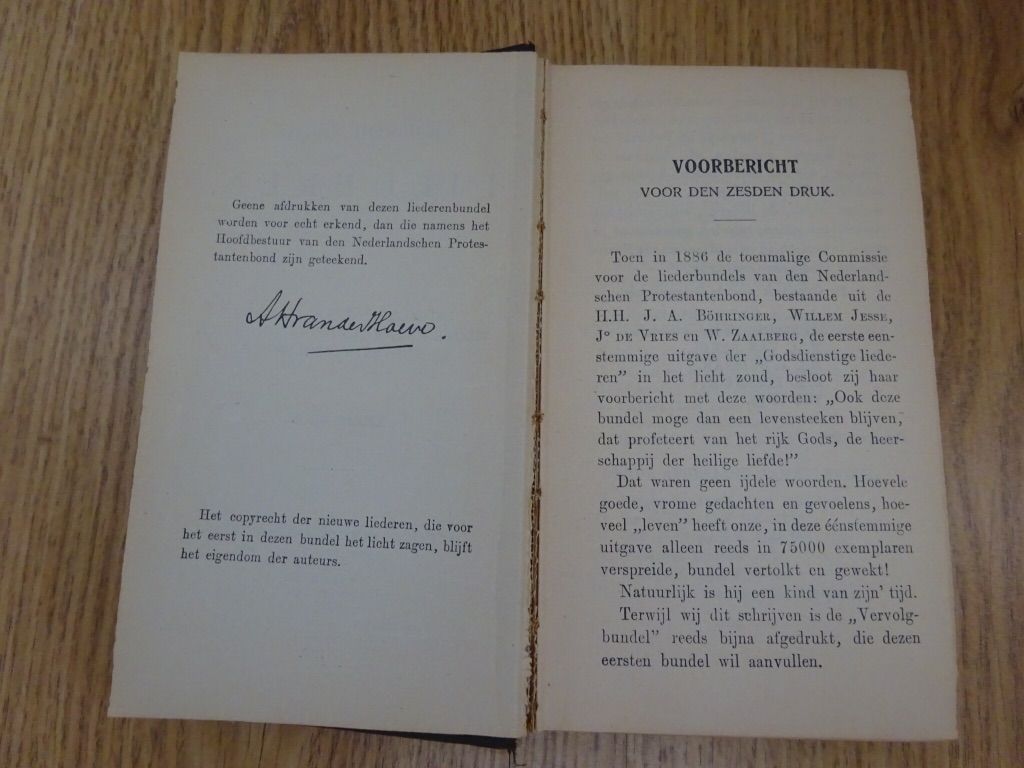 Geene afdrukken van dezen liederenbundel
worden voor echt erkend, dan die namens het
Hoofdbestuur van den Nederlandschen Protes-
tantenbond zijn geteekend.
AHvanderHoeve.
Het copyrecht der nieuwe liederen, die voor
het eerst in dezen bundel het licht zagen, blijft
het eigendom der auteurs.
VOORBERICHT
VOOR DEN ZESDEN DRUK.
Toen in 1886 de toenmalige Commissie
voor de liederbundels van den Nederland-
schen Protestantenbond, bestaande uit de
H.H. J. A. Böhringer, Willem Jesse,
Jº de Vries en W. Zaalberg, de eerste een-
stemmige uitgave der „Godsdienstige liede-
ren” in het licht zond, besloot zij haar
voorbericht met deze woorden: „Ook deze
bundel moge dan een levensteeken blijven,
dat profeteert van het rijk Gods, de heer-
schappij der heilige liefde!”
Dat waren geen ijdele woorden. Hoevele
goede, vrome gedachten en gevoelens, hoe-
veel „leven” heeft onze, in deze éénstemmige
uitgave alleen reeds in 75000 exemplaren
verspreide, bundel vertolkt en gewekt!
Natuurlijk is hij een kind van zijn’ tijd.
Terwijl wij dit schrijven is de „Vervolg-
bundel” reeds bijna afgedrukt, die dezen
eersten bundel wil aanvullen.